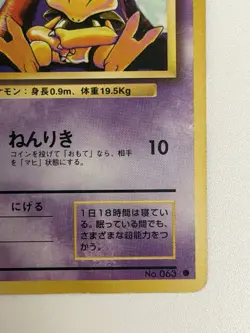 ケモン : 身長0.9m、体重19.5Kg
ねんりき 10
コインを投げて「おもて」なら、相手
を「マヒ」状態にする。
にげる
1日18時間は寝てい
る。眠っている間でも、
さまざまな超能力をつ
かう。
No. 063 ●